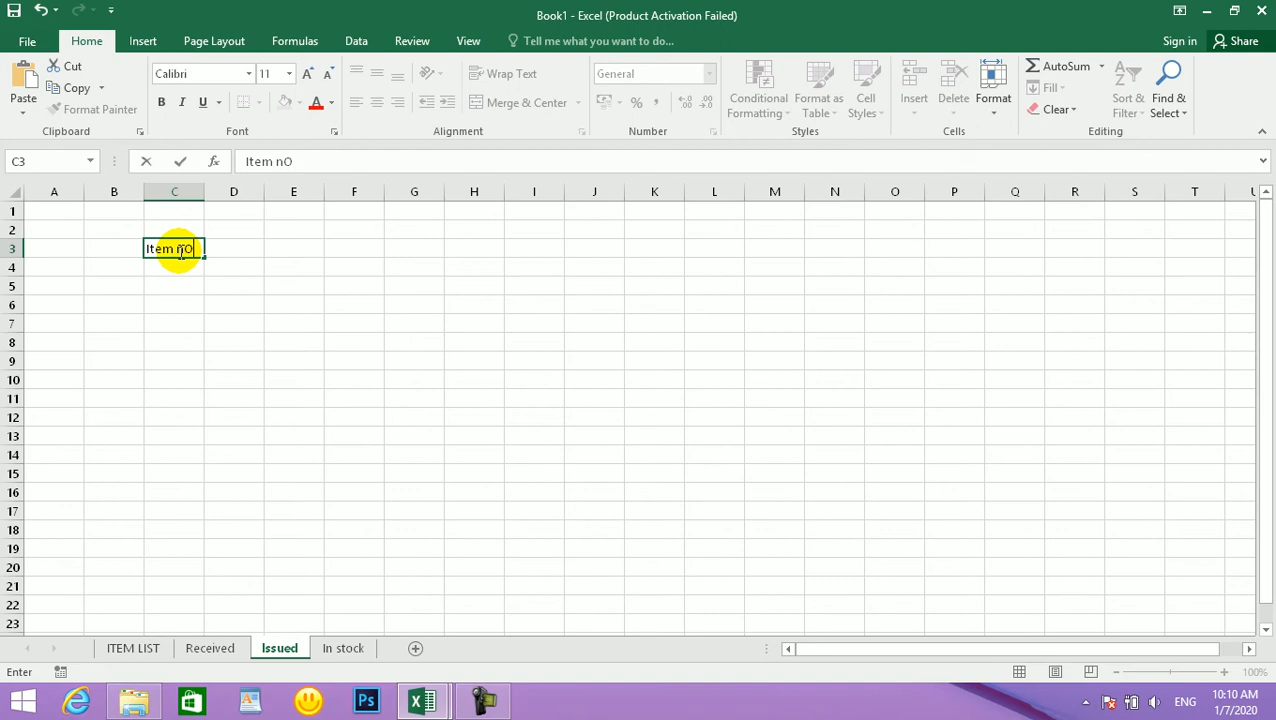 Book1 - Excel (Product Activation Failed)
File Home Insert Page Layout Formulas Data Review View Tell me what you want to do... Sign in Share
Paste Cut Copy Format Painter Clipboard
Calibri 11 B I U A Font
Wrap Text Merge & Center Alignment
General % Number
Conditional Formatting Format as Table Cell Styles Styles
Insert Delete Format Cells
AutoSum Fill Clear Sort & Filter Find & Select Editing
C3 fx Item nO
A B C D E F G H I J K L M N O P Q R S T U
1
2
3 Item nO
4
5
6
7
8
9
10
11
12
13
14
15
16
17
18
19
20
21
22
23
ITEM LIST Received Issued In stock
Enter 100%
Ps ENG 10:10 AM
1/7/2020